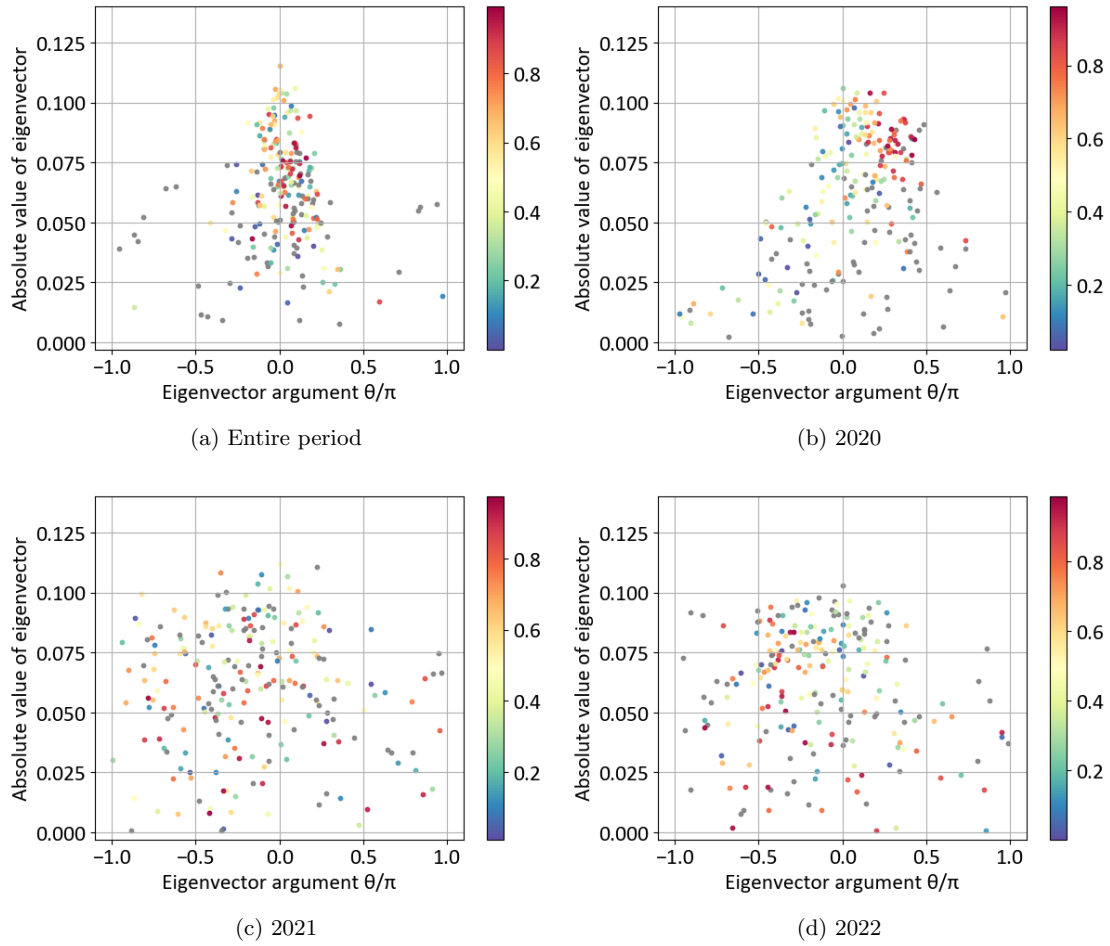 0.125
0.100
0.075
0.050
0.025
0.000
−1.0 −0.5 0.0 0.5 1.0
Absolute value of eigenvector
Eigenvector argument θ/π
0.8
0.6
0.4
0.2
(a) Entire period
0.125
0.100
0.075
0.050
0.025
0.000
−1.0 −0.5 0.0 0.5 1.0
Absolute value of eigenvector
Eigenvector argument θ/π
0.8
0.6
0.4
0.2
(b) 2020
0.125
0.100
0.075
0.050
0.025
0.000
−1.0 −0.5 0.0 0.5 1.0
Absolute value of eigenvector
Eigenvector argument θ/π
0.8
0.6
0.4
0.2
(c) 2021
0.125
0.100
0.075
0.050
0.025
0.000
−1.0 −0.5 0.0 0.5 1.0
Absolute value of eigenvector
Eigenvector argument θ/π
0.8
0.6
0.4
0.2
(d) 2022